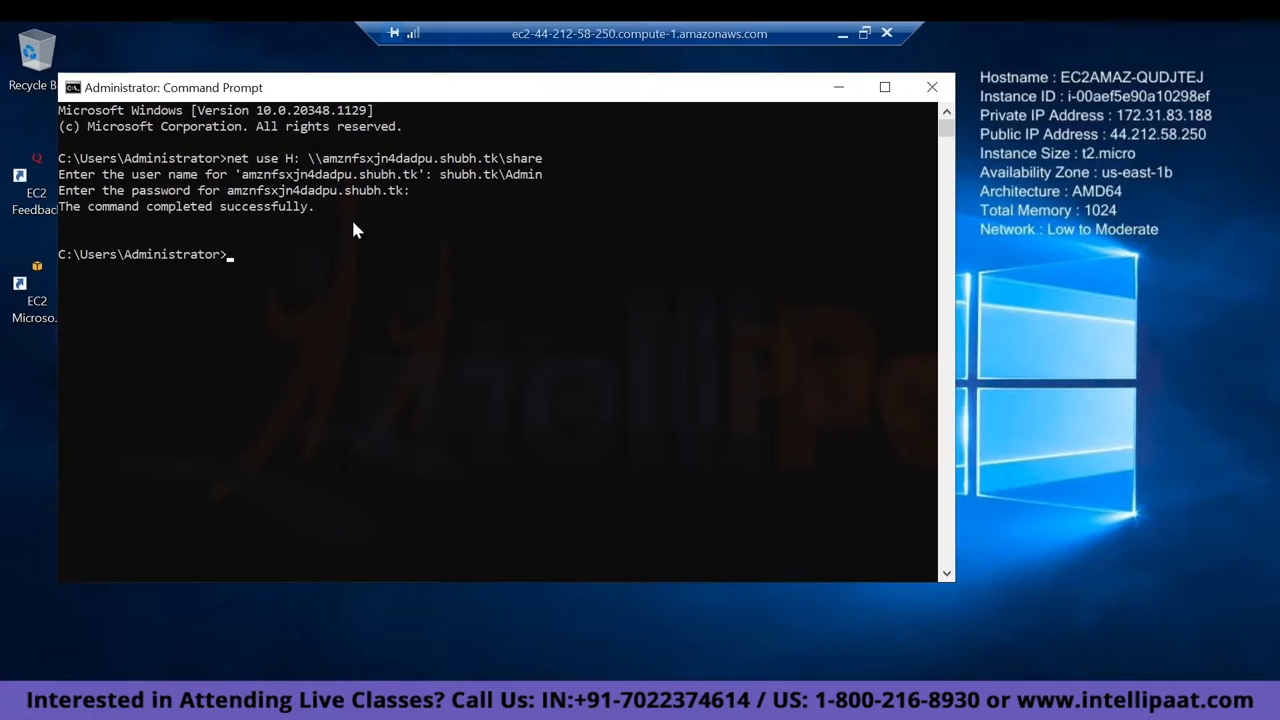 ec2-44-212-58-250.compute-1.amazonaws.com
Recycle B
Administrator: Command Prompt
Microsoft Windows [Version 10.0.20348.1129]
(c) Microsoft Corporation. All rights reserved.
C:\Users\Administrator>net use H: \\amznfsxjn4dadpu.shubh.tk\share
Enter the user name for 'amznfsxjn4dadpu.shubh.tk': shubh.tk\Admin
Enter the password for amznfsxjn4dadpu.shubh.tk:
The command completed successfully.
C:\Users\Administrator>
EC2
Feedbac
EC2
Microso.
Hostname : EC2AMAZ-QUDJTEJ
Instance ID : i-00aef5e90a10298ef
Private IP Address : 172.31.83.188
Public IP Address : 44.212.58.250
Instance Size : t2.micro
Availability Zone : us-east-1b
Architecture : AMD64
Total Memory : 1024
Network : Low to Moderate
IntelliPaat
Interested in Attending Live Classes? Call Us: IN:+91-7022374614 / US: 1-800-216-8930 or www.intellipaat.com